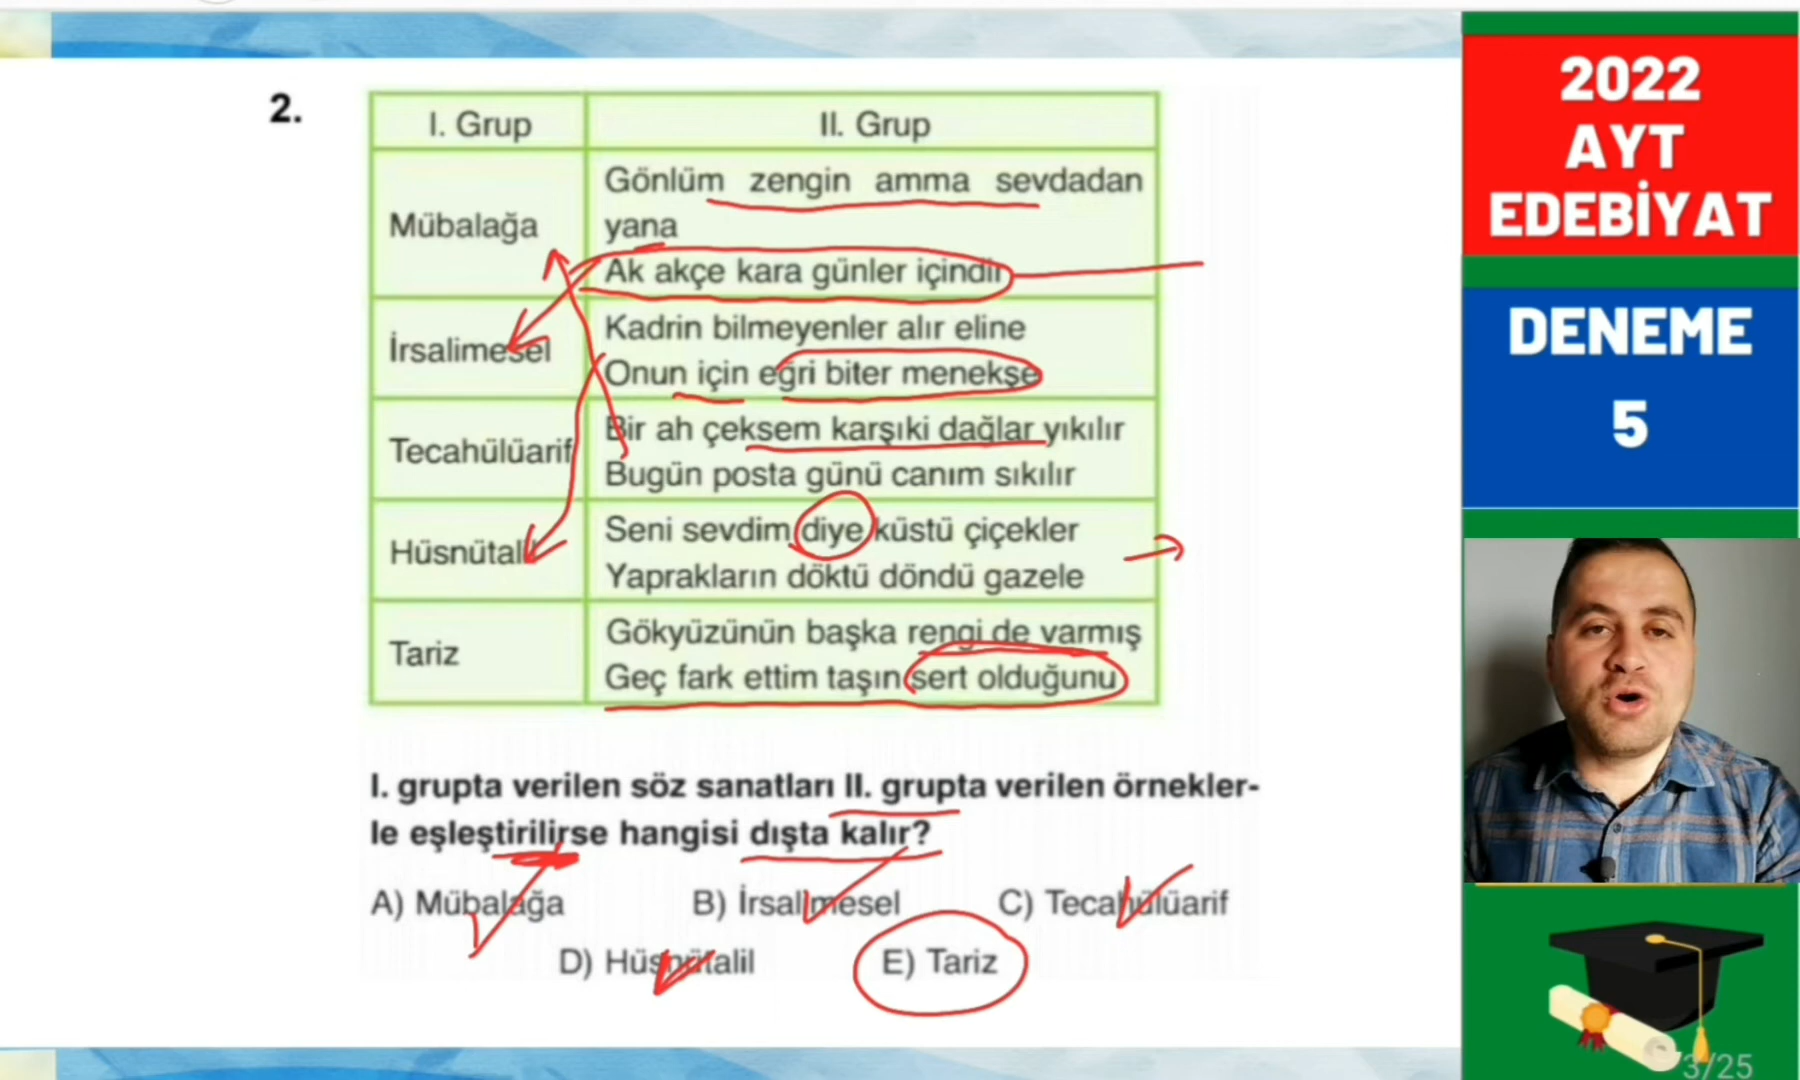 2.
I. Grup
II. Grup
Mübalağa
Gönlüm zengin amma sevdadan
yana
Ak akçe kara günler içindir
İrsalimesel
Kadrin bilmeyenler alır eline
Onun için eğri biter menekşe
Tecahülüarif
Bir ah çeksem karşıki dağlar yıkılır
Bugün posta günü canım sıkılır
Hüsnütalil
Seni sevdim diye küstü çiçekler
Yaprakların döktü döndü gazele
Tariz
Gökyüzünün başka rengi de varmış
Geç fark ettim taşın sert olduğunu
I. grupta verilen söz sanatları II. grupta verilen örnekler-
le eşleştirilirse hangisi dışta kalır?
A) Mübalağa B) İrsalimesel C) Tecahülüarif
D) Hüsnütalil E) Tariz
2022
AYT
EDEBİYAT
DENEME
5
3/25